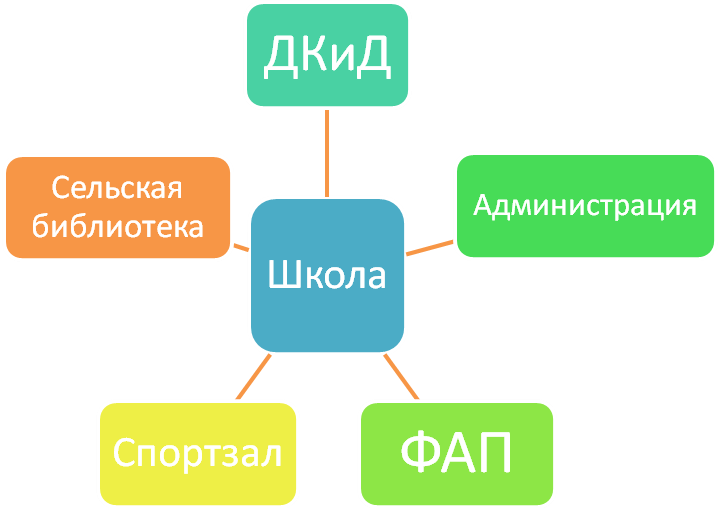 ДКиД
Сельская
библиотека
Администрация
Школа
Спортзал
ФАП